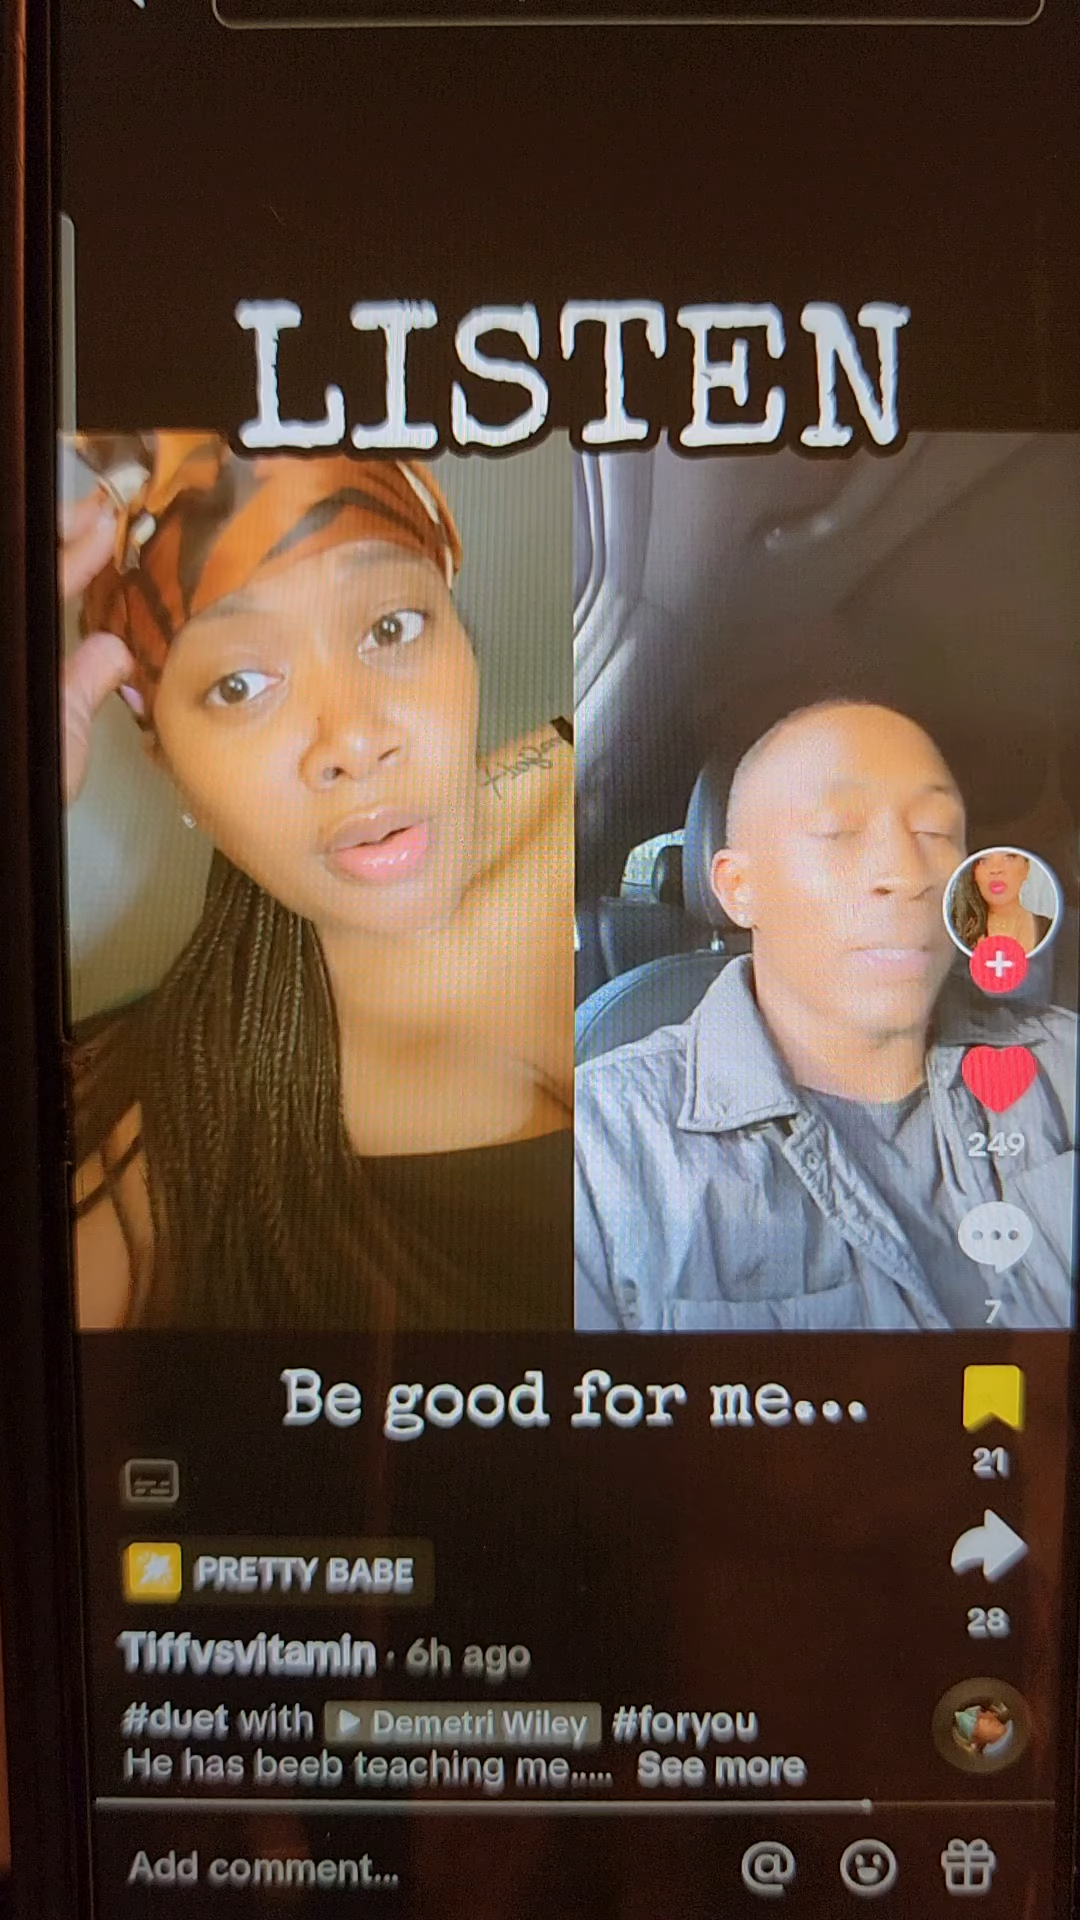 LISTEN
Be good for me...
PRETTY BABE
Tiffvsvitamin · 6h ago
#duet with Demetri Wiley #foryou
He has beeb teaching me..... See more
Add comment...
249
7
21
28